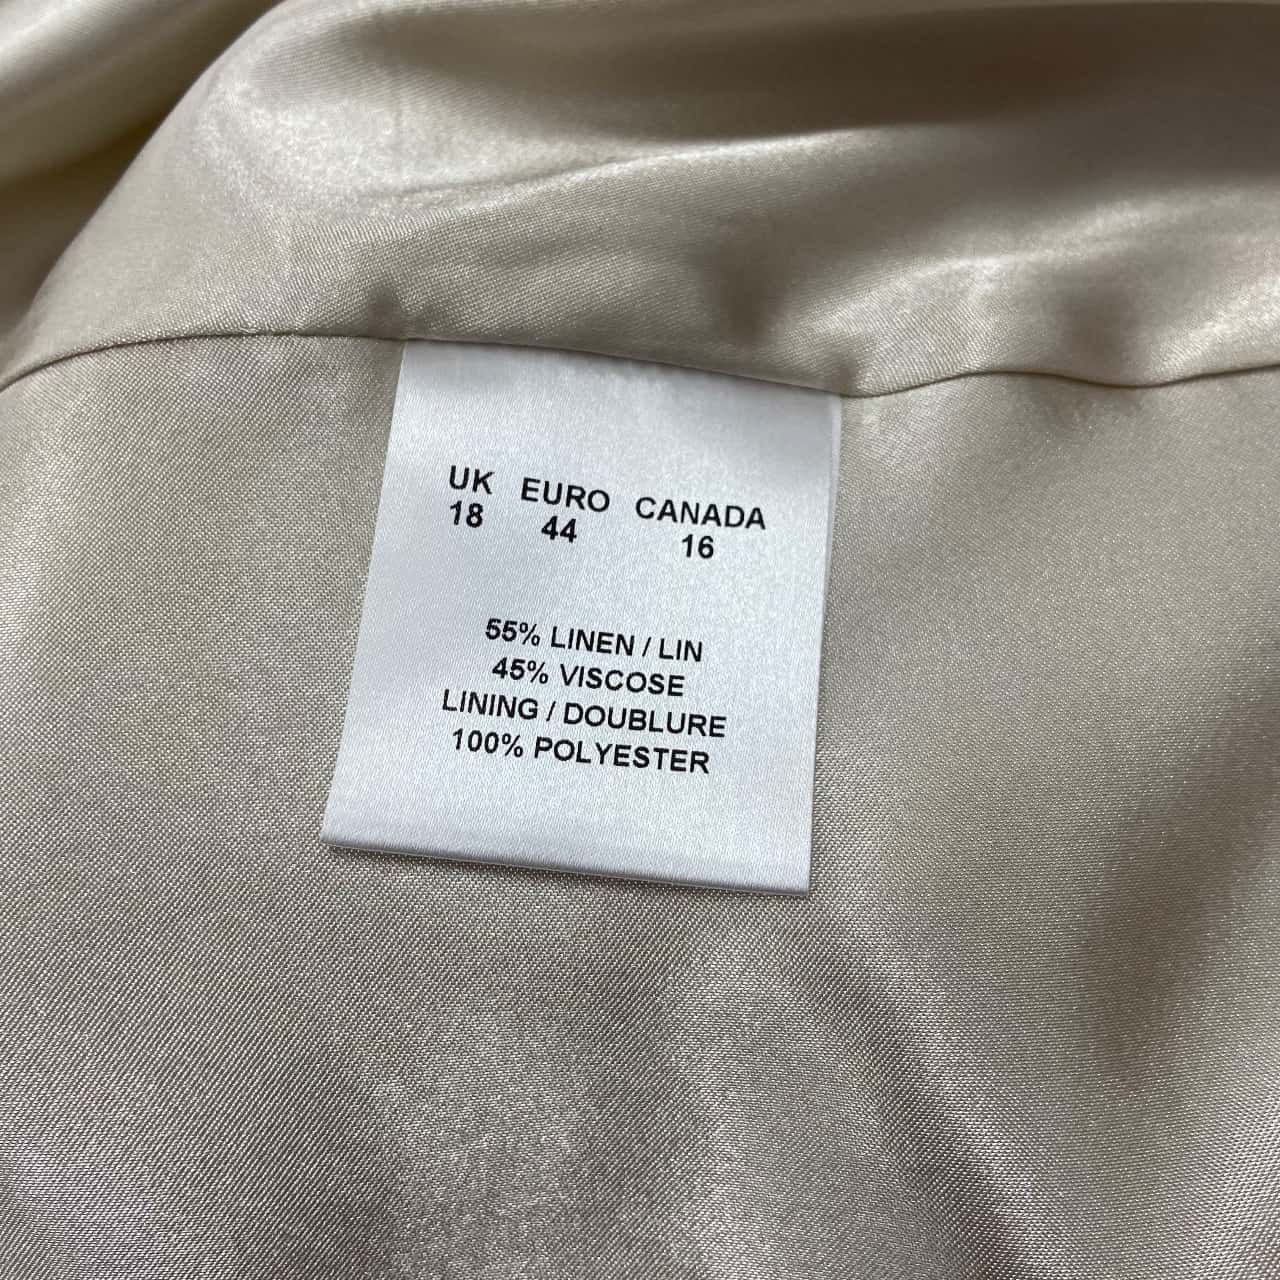 UK EURO CANADA
18 44 16
55% LINEN / LIN
45% VISCOSE
LINING / DOUBLURE
100% POLYESTER